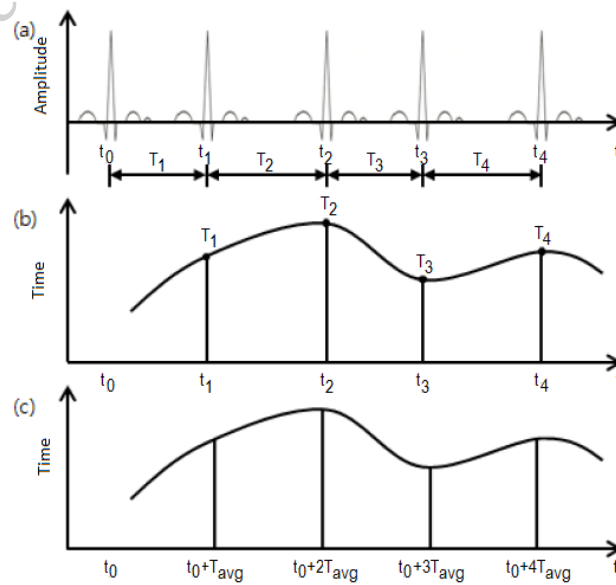 (a)
Amplitude
t0 t1 t2 t3 t4 t
T1 T2 T3 T4
(b)
Time
T1 T2 T3 T4
t0 t1 t2 t3 t4
(c)
Time
t0 t0+Tavg t0+2Tavg t0+3Tavg t0+4Tavg t